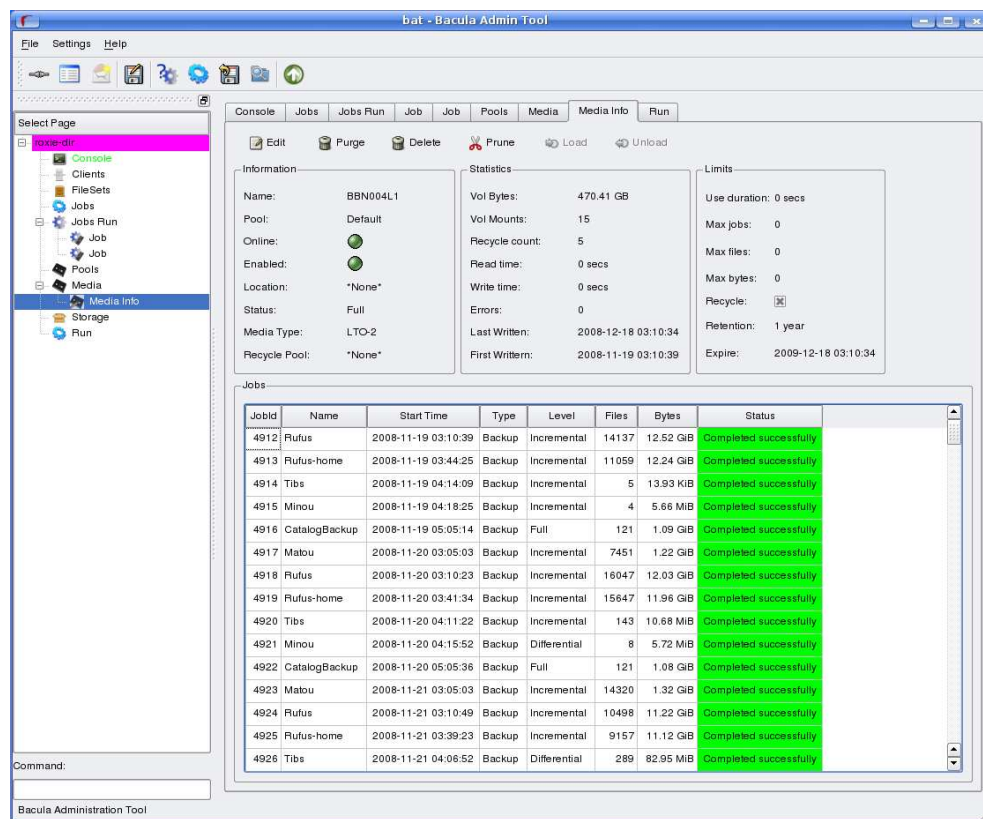 bat - Bacula Admin Tool
File Settings Help
Select Page
roxie-dir
Console
Clients
FileSets
Jobs
Jobs Run
Job
Job
Pools
Media
Media Info
Storage
Run
Command:
Bacula Administration Tool
Console Jobs Jobs Run Job Job Pools Media Media Info Run
Edit Purge Delete Prune Load Unload
Information
Name: BBN004L1
Pool: Default
Online:
Enabled:
Location: *None*
Status: Full
Media Type: LTO-2
Recycle Pool: *None*
Statistics
Vol Bytes: 470.41 GB
Vol Mounts: 15
Recycle count: 5
Read time: 0 secs
Write time: 0 secs
Errors: 0
Last Written: 2008-12-18 03:10:34
First Writtern: 2008-11-19 03:10:39
Limits
Use duration: 0 secs
Max jobs: 0
Max files: 0
Max bytes: 0
Recycle:
Retention: 1 year
Expire: 2009-12-18 03:10:34
Jobs
JobId Name Start Time Type Level Files Bytes Status
4912 Rufus 2008-11-19 03:10:39 Backup Incremental 14137 12.52 GiB Completed successfully
4913 Rufus-home 2008-11-19 03:44:25 Backup Incremental 11059 12.24 GiB Completed successfully
4914 Tibs 2008-11-19 04:14:09 Backup Incremental 5 13.93 KiB Completed successfully
4915 Minou 2008-11-19 04:18:25 Backup Incremental 4 5.66 MiB Completed successfully
4916 CatalogBackup 2008-11-19 05:05:14 Backup Full 121 1.09 GiB Completed successfully
4917 Matou 2008-11-20 03:05:03 Backup Incremental 7451 1.22 GiB Completed successfully
4918 Rufus 2008-11-20 03:10:23 Backup Incremental 16047 12.03 GiB Completed successfully
4919 Rufus-home 2008-11-20 03:41:34 Backup Incremental 15647 11.96 GiB Completed successfully
4920 Tibs 2008-11-20 04:11:22 Backup Incremental 143 10.68 MiB Completed successfully
4921 Minou 2008-11-20 04:15:52 Backup Differential 8 5.72 MiB Completed successfully
4922 CatalogBackup 2008-11-20 05:05:36 Backup Full 121 1.08 GiB Completed successfully
4923 Matou 2008-11-21 03:05:03 Backup Incremental 14320 1.32 GiB Completed successfully
4924 Rufus 2008-11-21 03:10:49 Backup Incremental 10498 11.22 GiB Completed successfully
4925 Rufus-home 2008-11-21 03:39:23 Backup Incremental 9157 11.12 GiB Completed successfully
4926 Tibs 2008-11-21 04:06:52 Backup Differential 289 82.95 MiB Completed successfully